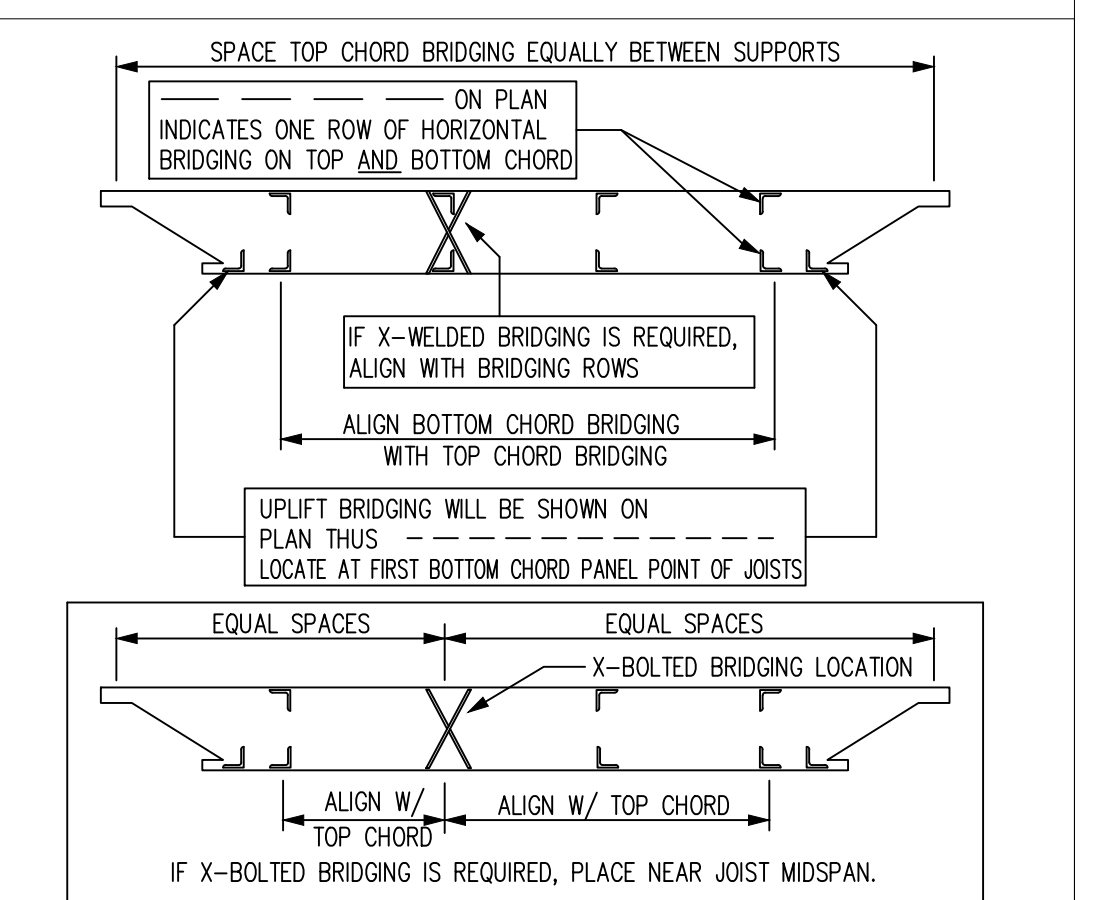 SPACE TOP CHORD BRIDGING EQUALLY BETWEEN SUPPORTS
ON PLAN
INDICATES ONE ROW OF HORIZONTAL
BRIDGING ON TOP AND BOTTOM CHORD
IF X-WELDED BRIDGING IS REQUIRED,
ALIGN WITH BRIDGING ROWS
ALIGN BOTTOM CHORD BRIDGING
WITH TOP CHORD BRIDGING
UPLIFT BRIDGING WILL BE SHOWN ON
PLAN THUS
LOCATE AT FIRST BOTTOM CHORD PANEL POINT OF JOISTS
EQUAL SPACES
EQUAL SPACES
X-BOLTED BRIDGING LOCATION
ALIGN W/
TOP CHORD
ALIGN W/ TOP CHORD
IF X-BOLTED BRIDGING IS REQUIRED, PLACE NEAR JOIST MIDSPAN.